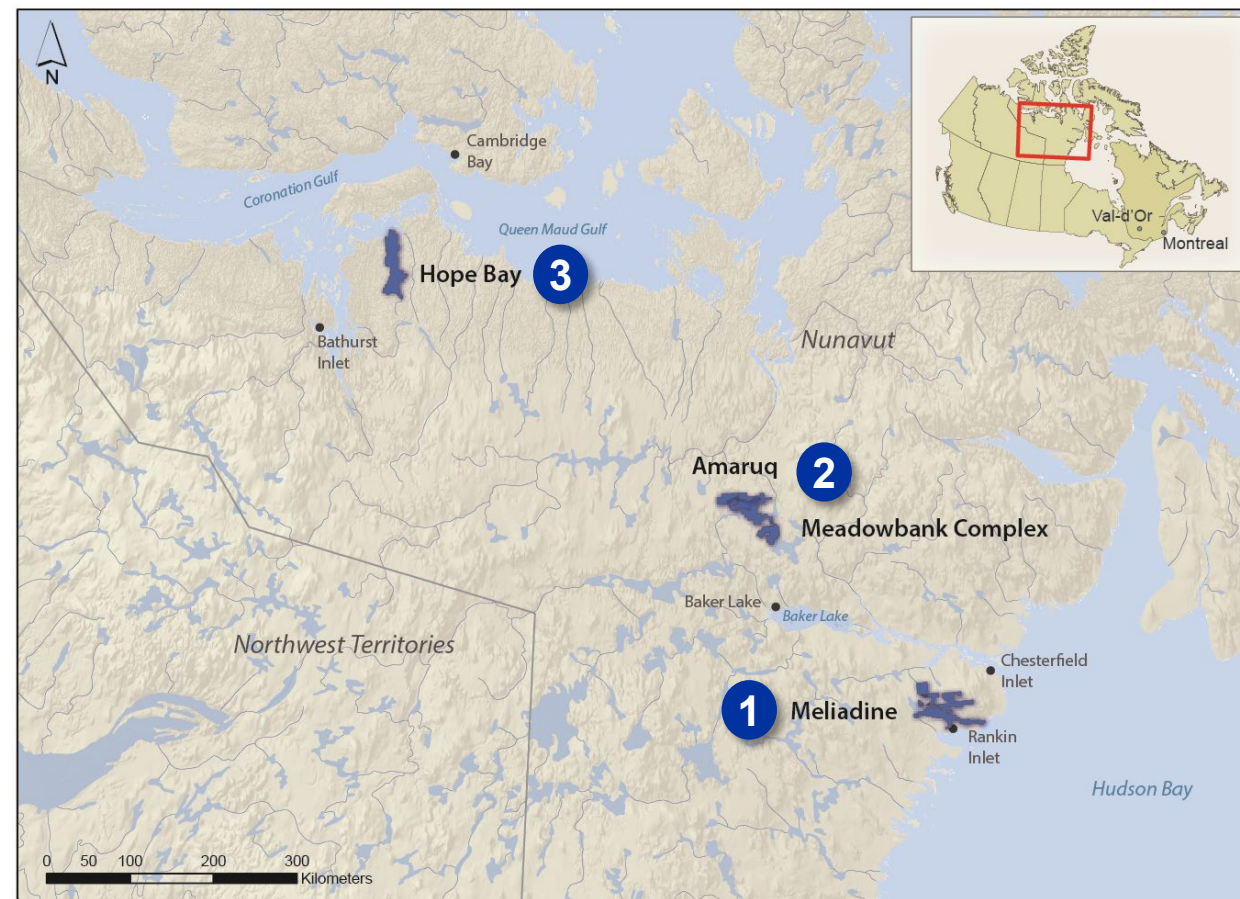 N
Cambridge
Bay
Coronation Gulf
Queen Maud Gulf
Hope Bay
3
Bathurst
Inlet
Nunavut
Val-d'Or
Montreal
Amaruq
2
Meadowbank Complex
Baker Lake
Baker Lake
Northwest Territories
Chesterfield
Inlet
1
Meliadine
Rankin
Inlet
Hudson Bay
0 50 100 200 300
Kilometers